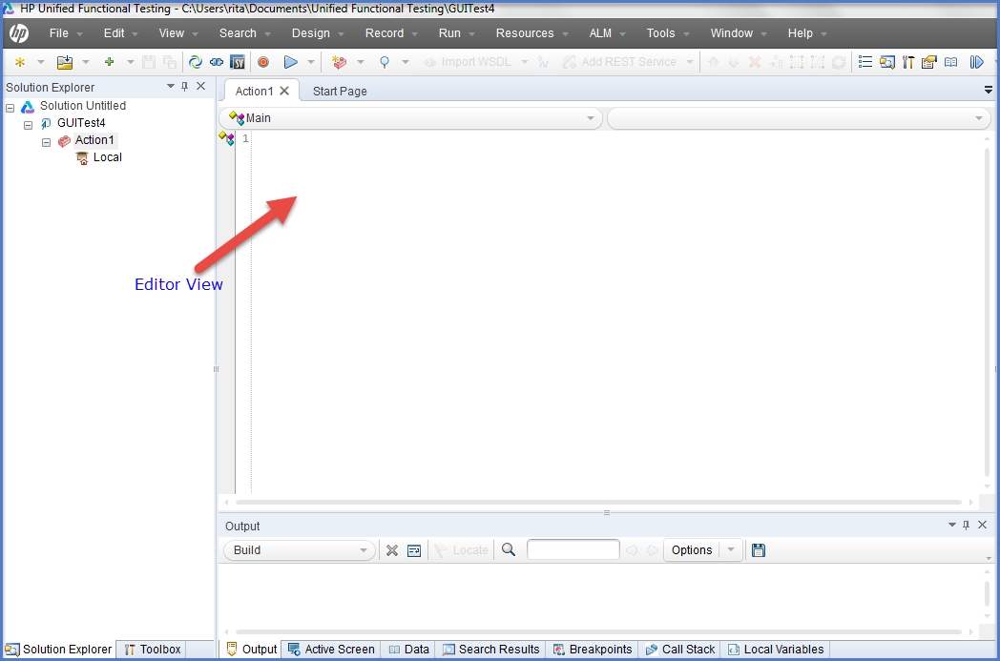 HP Unified Functional Testing - C:\Users\rita\Documents\Unified Functional Testing\GUITest4
hp File Edit View Search Design Record Run Resources ALM Tools Window Help
SV Import WSDL Add REST Service
Solution Explorer
Action1 Start Page
Solution Untitled
GUITest4
Action1
Local
Main
1
Editor View
Output
Build Locate Options
Solution Explorer Toolbox
Output Active Screen Data Search Results Breakpoints Call Stack Local Variables